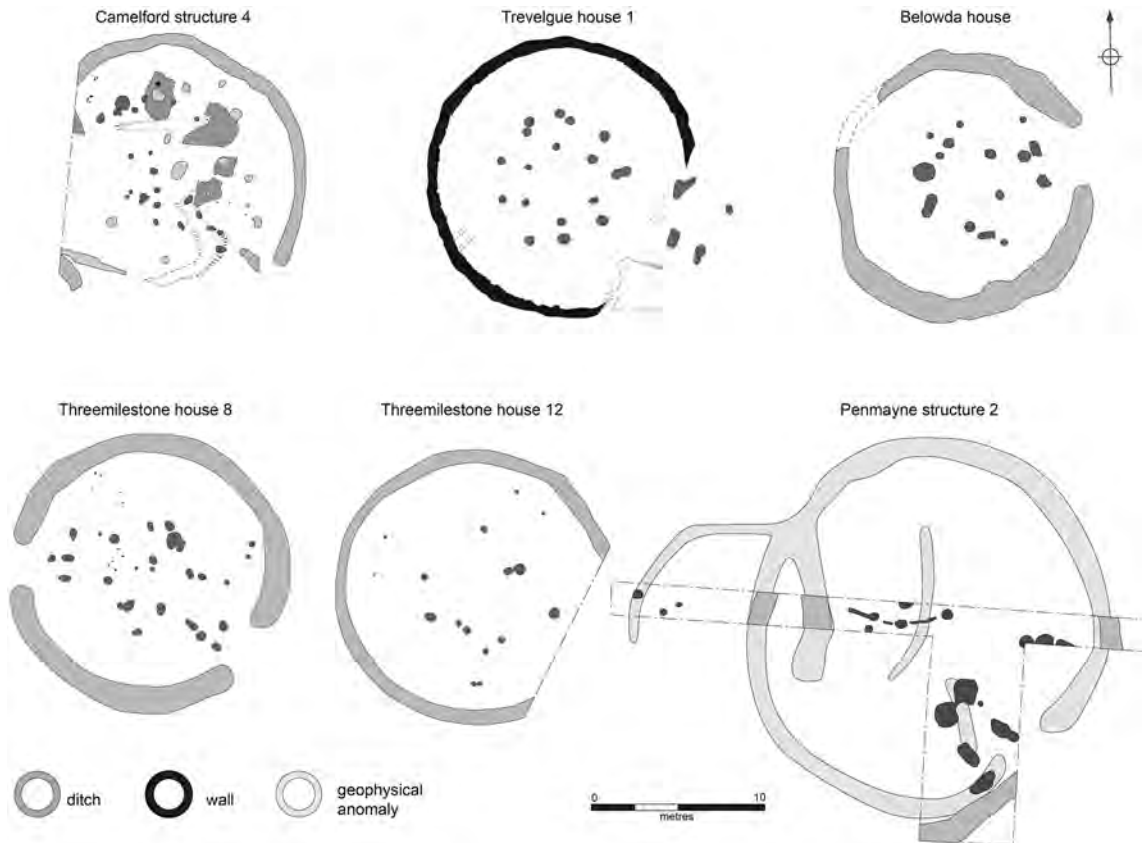 Camelford structure 4
Trevelgue house 1
Belowda house
Threemilestone house 8
Threemilestone house 12
Penmayne structure 2
ditch
wall
geophysical
anomaly
0 10
metres